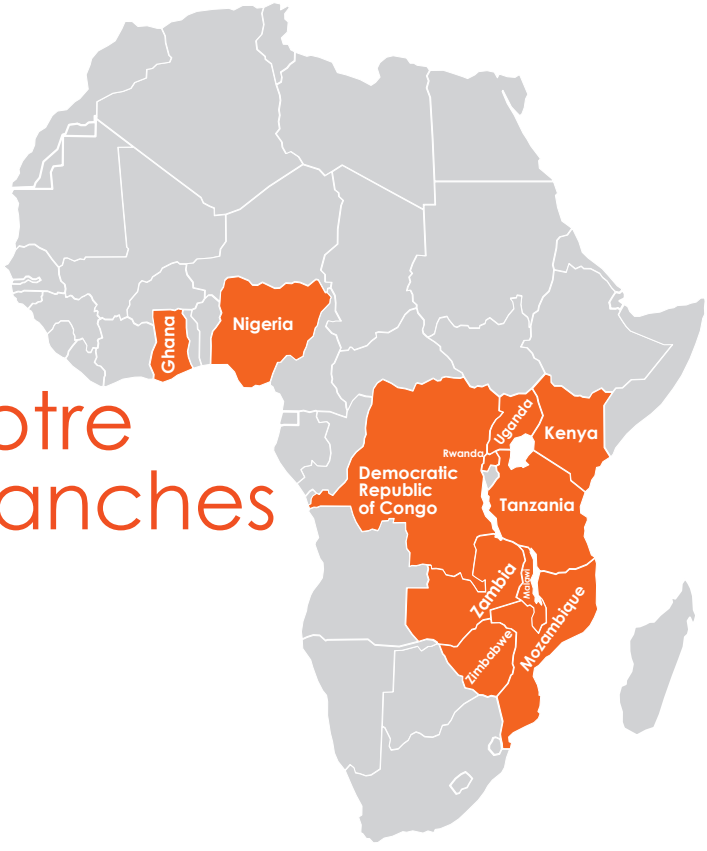 Nigeria
Ghana
otre
anches
Uganda
Kenya
Rwanda
Democratic
Republic
of Congo
Tanzania
Zambia
Malawi
Mozambique
Zimbabwe